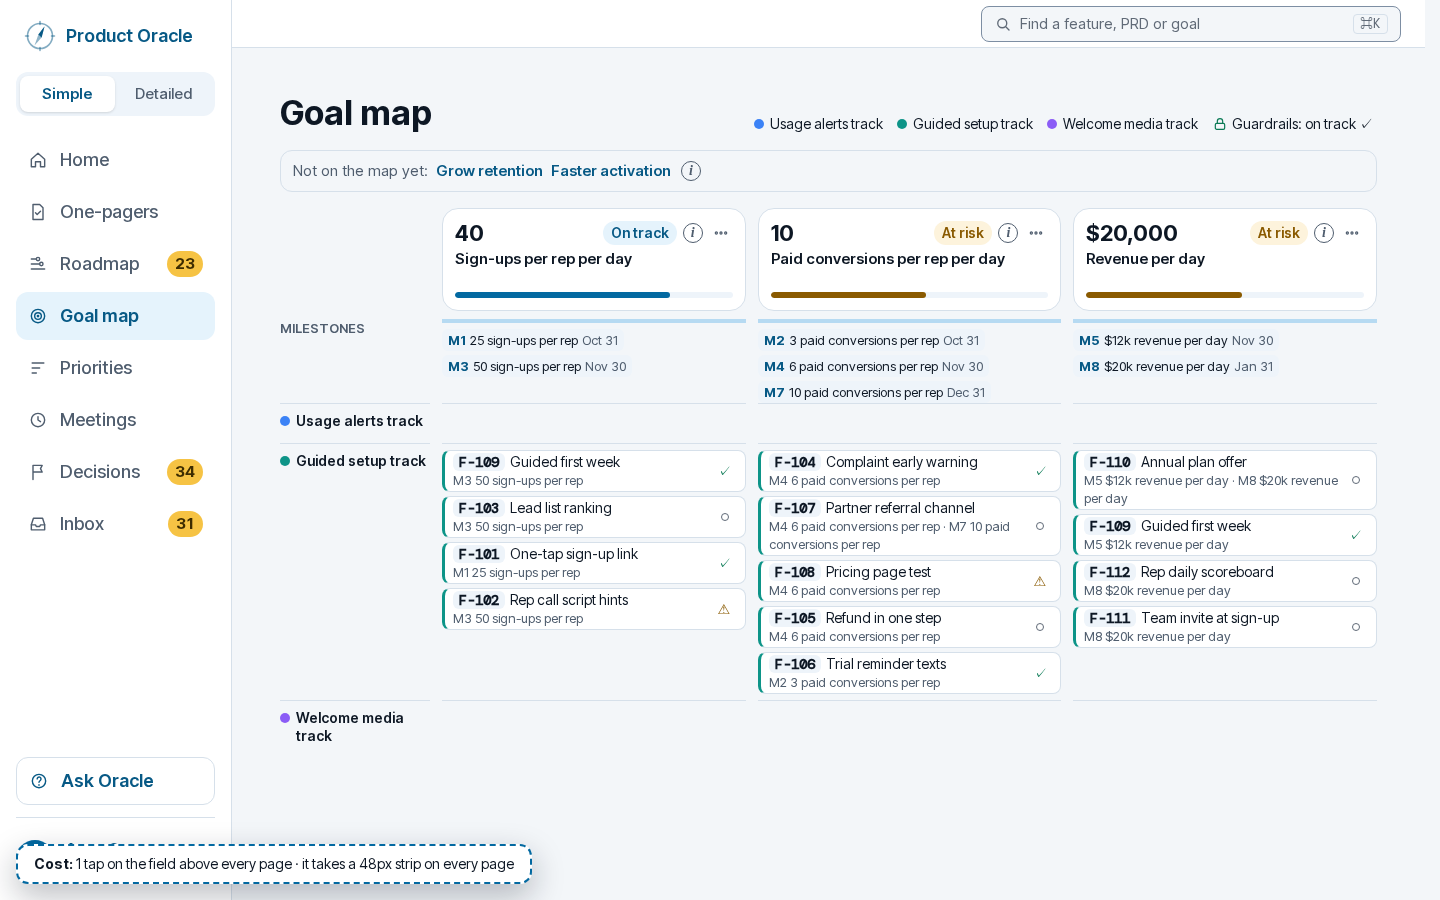 Product Oracle
Find a feature, PRD or goal
⌘K
Simple
Detailed
Home
One-pagers
Roadmap
23
Goal map
Priorities
Meetings
Decisions
34
Inbox
31
Ask Oracle
Goal map
Usage alerts track
Guided setup track
Welcome media track
Guardrails: on track ✓
Not on the map yet: Grow retention Faster activation i
40
On track
i
Sign-ups per rep per day
10
At risk
i
Paid conversions per rep per day
$20,000
At risk
i
Revenue per day
MILESTONES
M1 25 sign-ups per rep Oct 31
M3 50 sign-ups per rep Nov 30
M2 3 paid conversions per rep Oct 31
M4 6 paid conversions per rep Nov 30
M7 10 paid conversions per rep Dec 31
M5 $12k revenue per day Nov 30
M8 $20k revenue per day Jan 31
Usage alerts track
Guided setup track
F-109 Guided first week ✓
M3 50 sign-ups per rep
F-103 Lead list ranking
M3 50 sign-ups per rep
F-101 One-tap sign-up link ✓
M1 25 sign-ups per rep
F-102 Rep call script hints ⚠
M3 50 sign-ups per rep
F-104 Complaint early warning ✓
M4 6 paid conversions per rep
F-107 Partner referral channel
M4 6 paid conversions per rep · M7 10 paid
conversions per rep
F-108 Pricing page test ⚠
M4 6 paid conversions per rep
F-105 Refund in one step
M4 6 paid conversions per rep
F-106 Trial reminder texts ✓
M2 3 paid conversions per rep
F-110 Annual plan offer
M5 $12k revenue per day · M8 $20k revenue
per day
F-109 Guided first week ✓
M5 $12k revenue per day
F-112 Rep daily scoreboard
M8 $20k revenue per day
F-111 Team invite at sign-up
M8 $20k revenue per day
Welcome media
track
Cost: 1 tap on the field above every page · it takes a 48px strip on every page